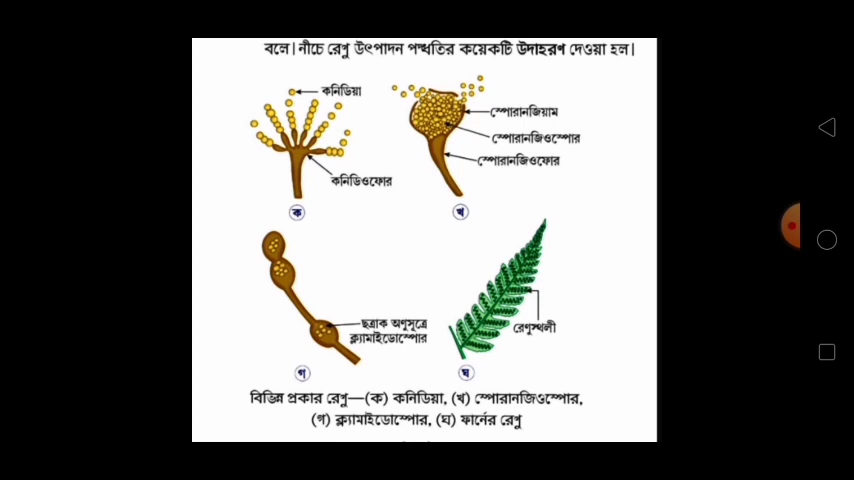 বলে। নীচে রেণু উৎপাদন পদ্ধতির কয়েকটি উদাহরণ দেওয়া হল।
কনিডিয়া
কনিডিওফোর
ক
স্পোরানজিয়াম
স্পোরানজিওস্পোর
স্পোরানজিওফোর
খ
ছত্রাক অণুসূত্রে
ক্ল্যামাইডোস্পোর
গ
রেণুস্থলী
ঘ
বিভিন্ন প্রকার রেণু—(ক) কনিডিয়া, (খ) স্পোরানজিওস্পোর,
(গ) ক্ল্যামাইডোস্পোর, (ঘ) ফার্নের রেণু